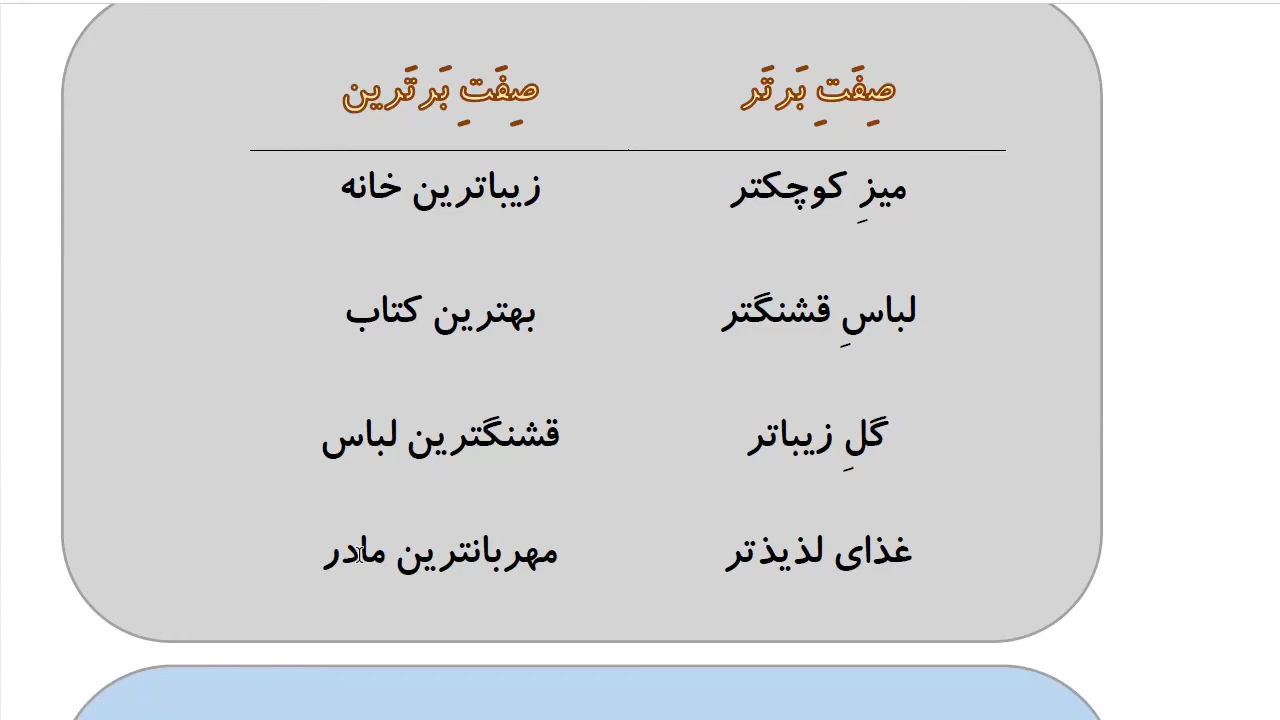 صِفَتِ بَرتَر صِفَتِ بَرتَرین
میزِ کوچکتر زیباترین خانه
لباسِ قشنگتر بهترین کتاب
گلِ زیباتر قشنگترین لباس
غذای لذیذتر مهربانترین مادر